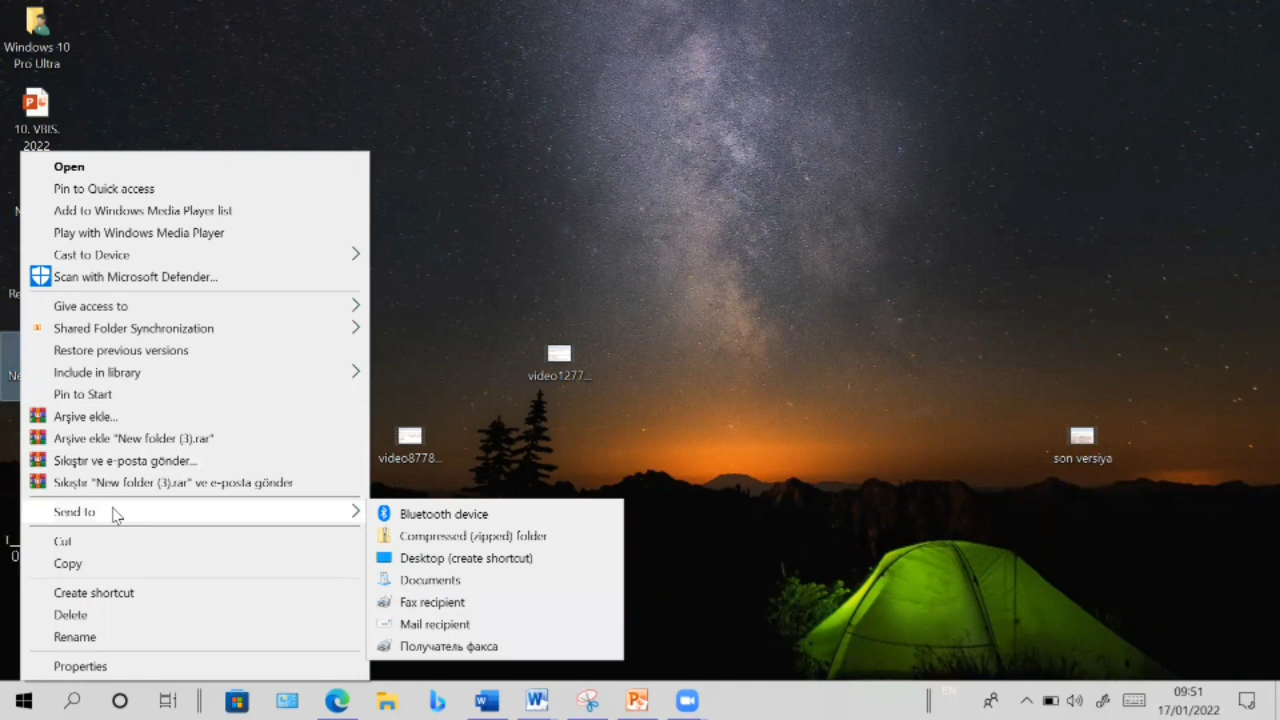 Windows 10
Pro Ultra
10. VBIS.
2022
Open
Pin to Quick access
Add to Windows Media Player list
Play with Windows Media Player
Cast to Device
Scan with Microsoft Defender...
Give access to
Shared Folder Synchronization
Restore previous versions
Include in library
Pin to Start
Arşive ekle...
Arşive ekle "New folder (3).rar"
Sıkıştır ve e-posta gönder...
Sıkıştır "New folder (3).rar" ve e-posta gönder
Send to
Cut
Copy
Create shortcut
Delete
Rename
Properties
Bluetooth device
Compressed (zipped) folder
Desktop (create shortcut)
Documents
Fax recipient
Mail recipient
Получатель факса
video1277...
video8778...
son versiya
EN
09:51
17/01/2022